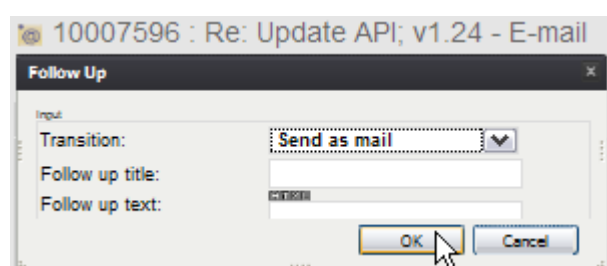 10007596 : Re: Update API; v1.24 - E-mail
Follow Up x
Input
Transition: Send as mail
Follow up title:
Follow up text:
OK Cancel